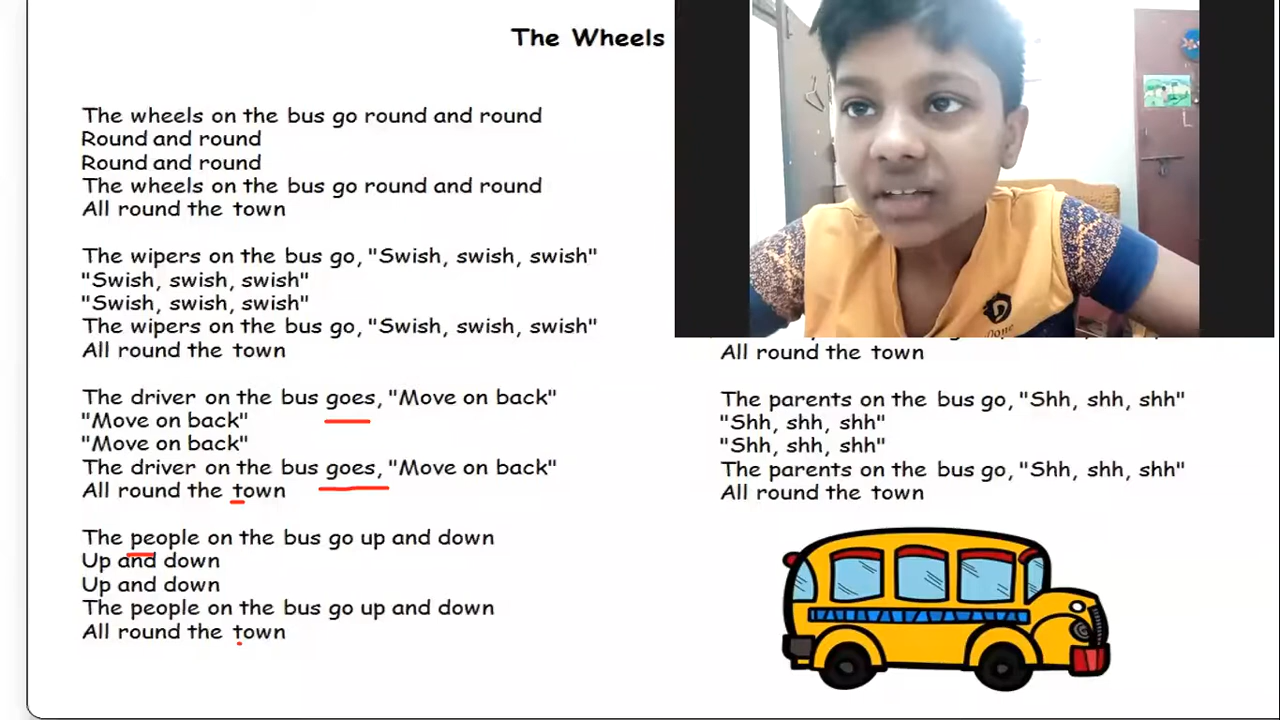 The Wheels
The wheels on the bus go round and round
Round and round
Round and round
The wheels on the bus go round and round
All round the town
The wipers on the bus go, "Swish, swish, swish"
"Swish, swish, swish"
"Swish, swish, swish"
The wipers on the bus go, "Swish, swish, swish"
All round the town
The driver on the bus goes, "Move on back"
"Move on back"
"Move on back"
The driver on the bus goes, "Move on back"
All round the town
The people on the bus go up and down
Up and down
Up and down
The people on the bus go up and down
All round the town
All round the town
The parents on the bus go, "Shh, shh, shh"
"Shh, shh, shh"
"Shh, shh, shh"
The parents on the bus go, "Shh, shh, shh"
All round the town